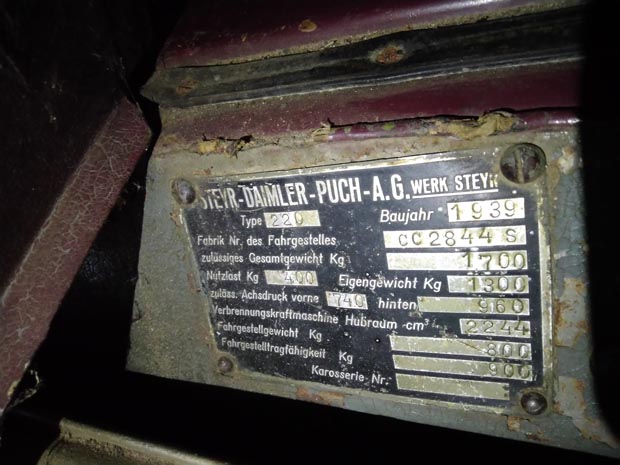 STEYR-DAIMLER-PUCH-A.G. WERK STEYR
Type 220 Baujahr 1939
Fabrik Nr. des Fahrgestelles CC2844 S
zulässiges Gesamtgewicht Kg 1700
Nutzlast Kg 400 Eigengewicht Kg 1300
zuläss. Achsdruck vorne 740 hinten 960
Verbrennungskraftmaschine Hubraum cm³ 2244
Fahrgestellgewicht Kg 800
Fahrgestelltragfähigkeit Kg 900
Karosserie Nr.